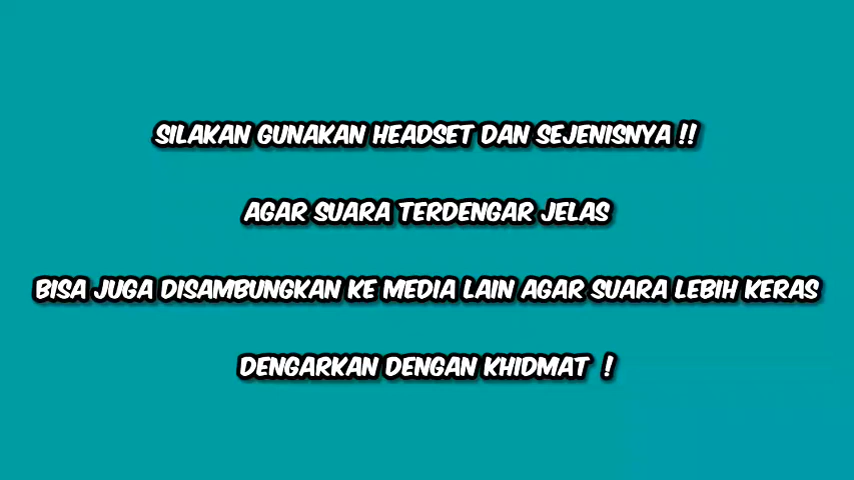 SILAKAN GUNAKAN HEADSET DAN SEJENISNYA !!
AGAR SUARA TERDENGAR JELAS
BISA JUGA DISAMBUNGKAN KE MEDIA LAIN AGAR SUARA LEBIH KERAS
DENGARKAN DENGAN KHIDMAT !